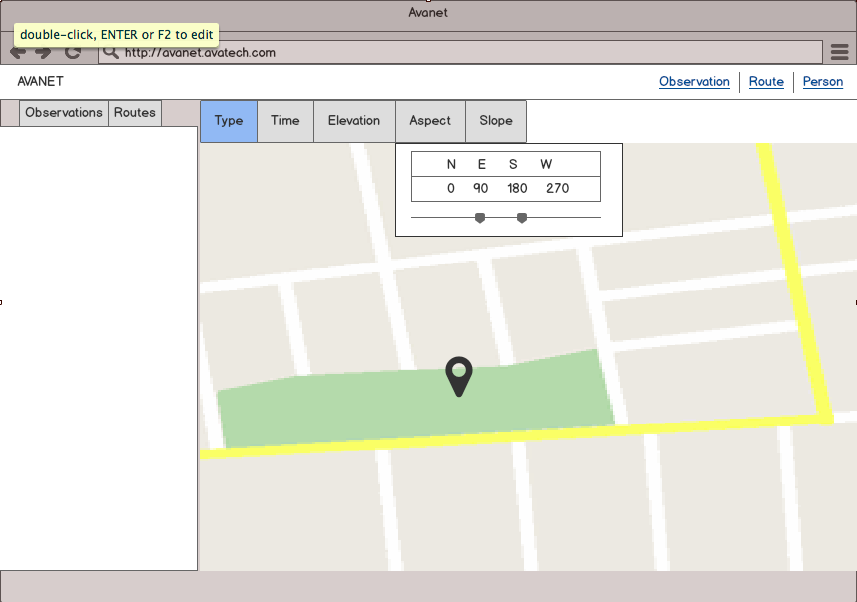 Avanet
double-click, ENTER or F2 to edit
http://avanet.avatech.com
AVANET
Observation Route Person
Observations Routes
Type Time Elevation Aspect Slope
N E S W
0 90 180 270